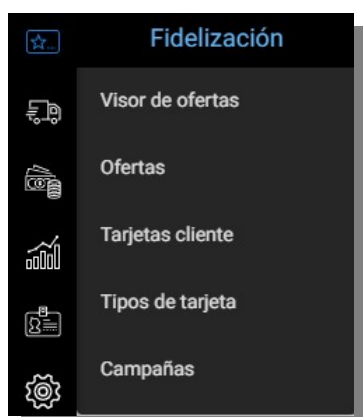 Fidelización
Visor de ofertas
Ofertas
Tarjetas cliente
Tipos de tarjeta
Campañas